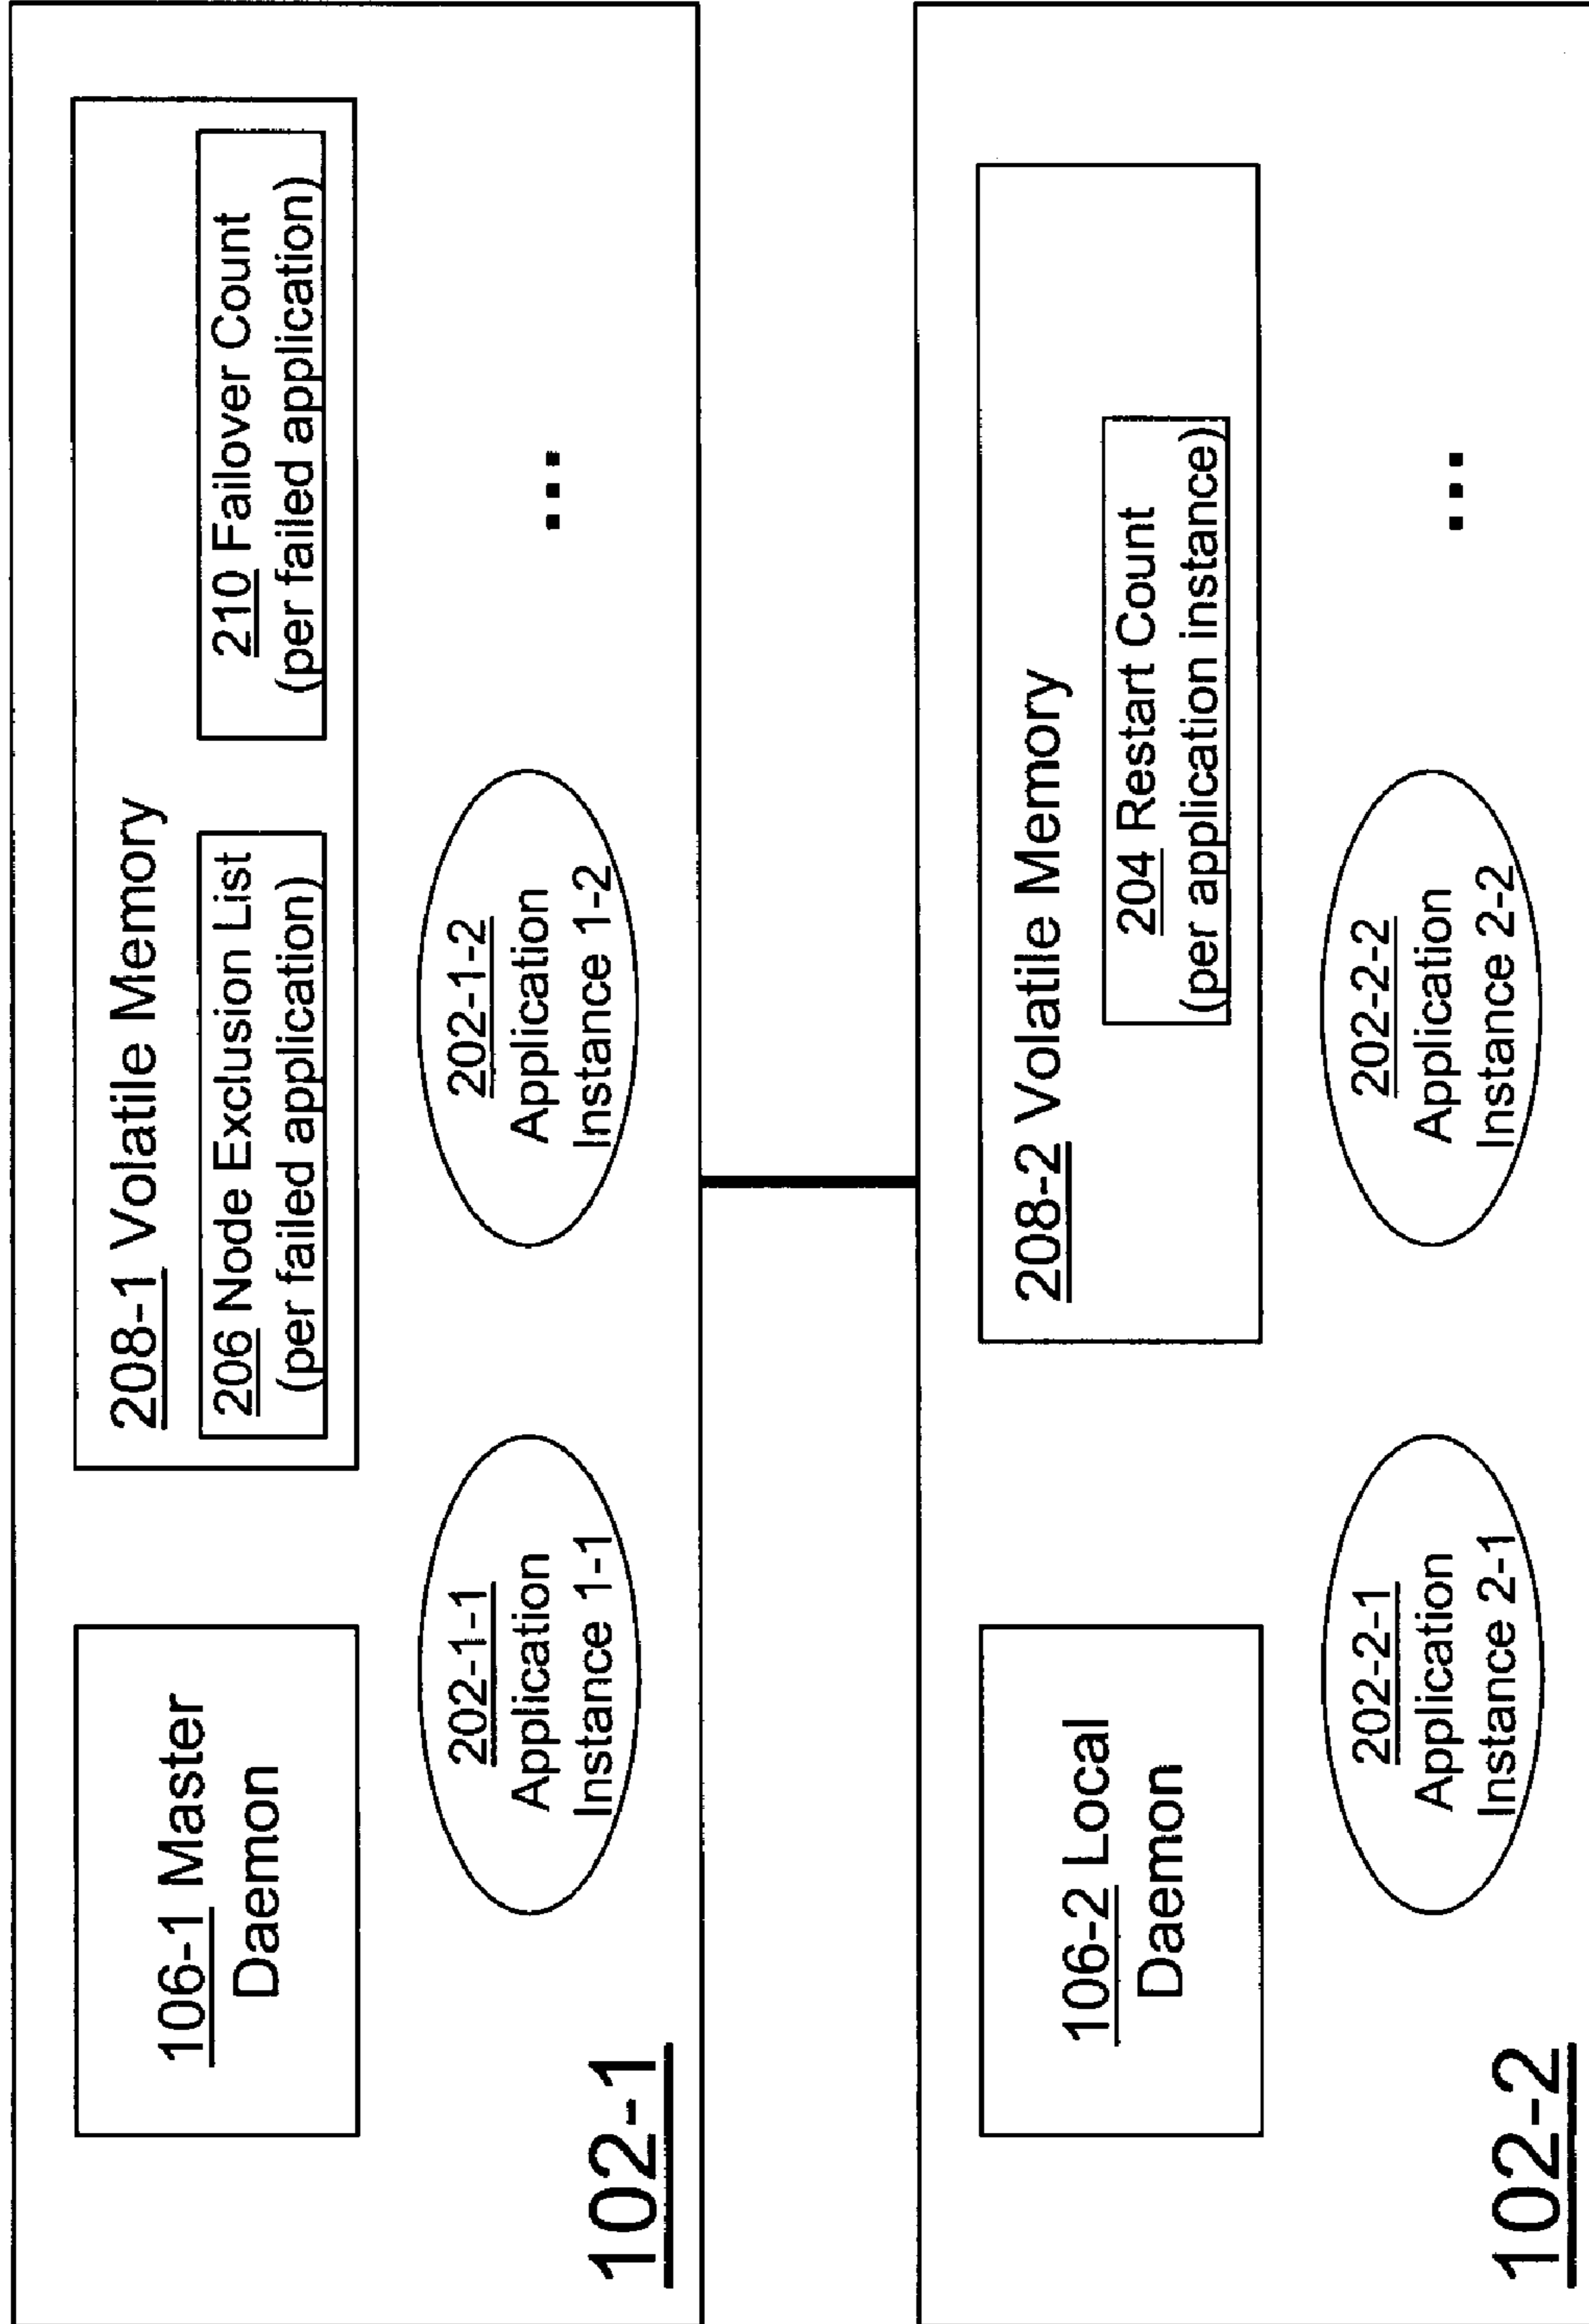 106-1 Master
Daemon
208-1 Volatile Memory
206 Node Exclusion List
(per failed application)
210 Failover Count
(per failed application)
202-1-1
Application
Instance 1-1
202-1-2
Application
Instance 1-2
...
102-1
106-2 Local
Daemon
208-2 Volatile Memory
204 Restart Count
(per application instance)
202-2-1
Application
Instance 2-1
202-2-2
Application
Instance 2-2
...
102-2